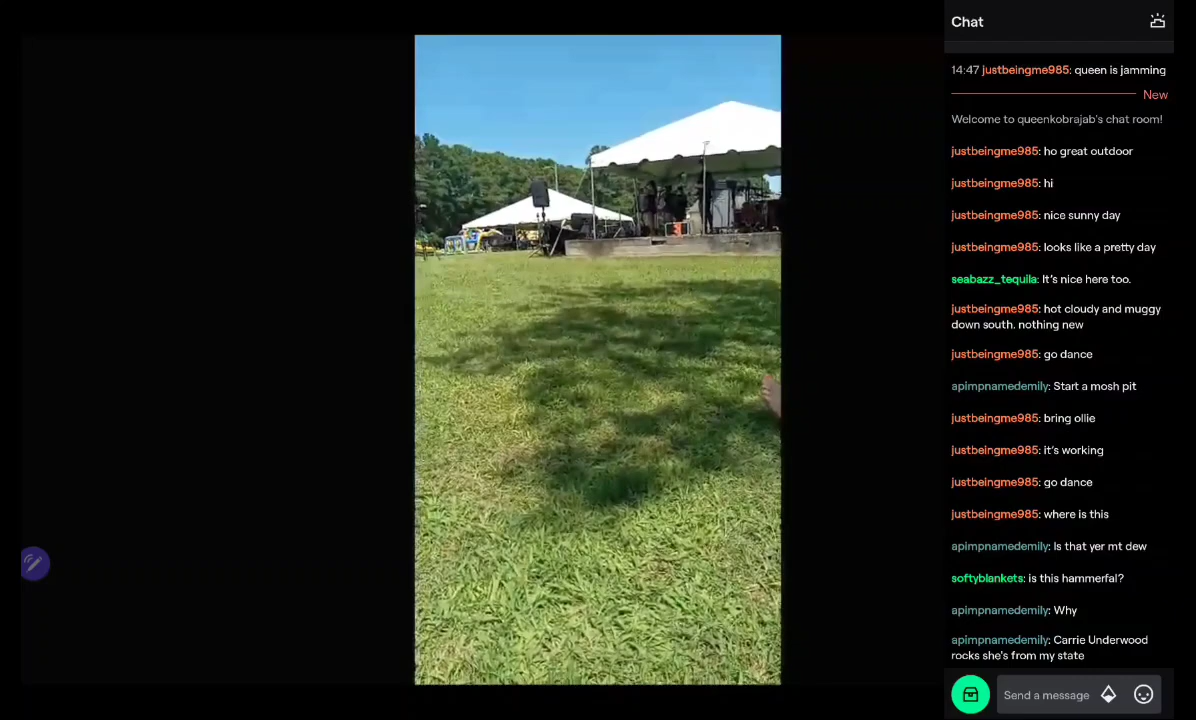 Chat
14:47 justbeingme985: queen is jamming
New
Welcome to queenkobrajab's chat room!
justbeingme985: ho great outdoor
justbeingme985: hi
justbeingme985: nice sunny day
justbeingme985: looks like a pretty day
seabazz_tequila: It's nice here too.
justbeingme985: hot cloudy and muggy
down south. nothing new
justbeingme985: go dance
apimpnamedemily: Start a mosh pit
justbeingme985: bring ollie
justbeingme985: it's working
justbeingme985: go dance
justbeingme985: where is this
apimpnamedemily: Is that yer mt dew
softyblankets: is this hammerfal?
apimpnamedemily: Why
apimpnamedemily: Carrie Underwood
rocks she's from my state
Send a message